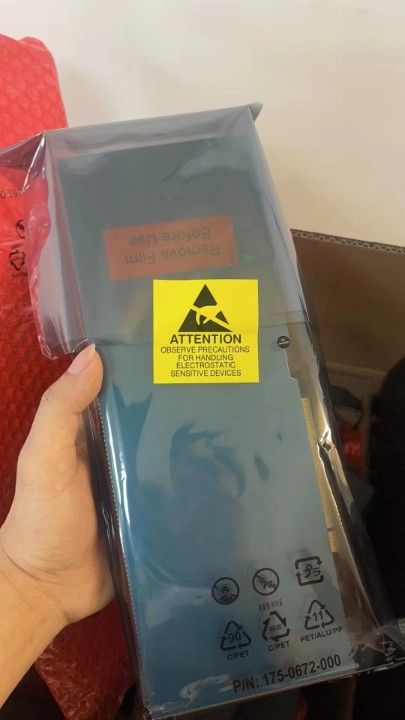 Remove Film
Before Use
ATTENTION
OBSERVE PRECAUTIONS
FOR HANDLING
ELECTROSTATIC
SENSITIVE DEVICES
90
C/PET
C/PET
11
PET/ALU/PP
P/N: 175-0672-000